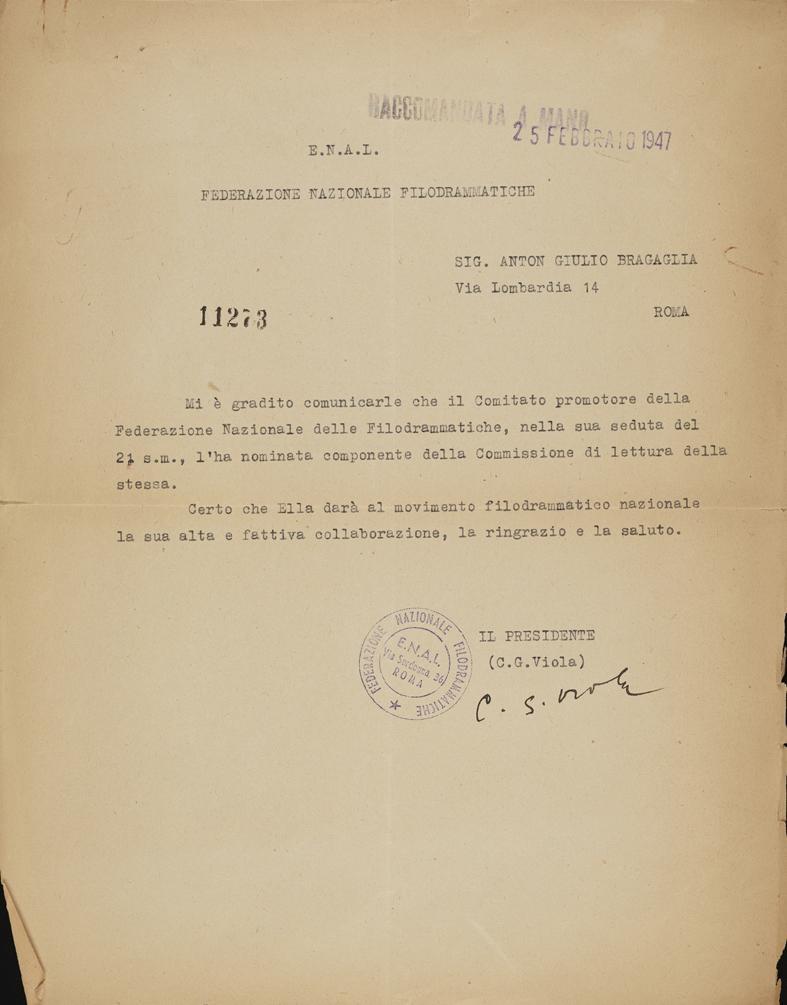 RACCOMANDATA A MANO
25 FEBBRAIO 1947
E.N.A.L.
FEDERAZIONE NAZIONALE FILODRAMMATICHE
SIG. ANTON GIULIO BRAGAGLIA
Via Lombardia 14
ROMA
11273
Mi è gradito comunicarle che il Comitato promotore della
Federazione Nazionale delle Filodrammatiche, nella sua seduta del
21 s.m., l'ha nominata componente della Commissione di lettura della
stessa.
Certo che Ella darà al movimento filodrammatico nazionale
la sua alta e fattiva collaborazione, la ringrazio e la saluto.
IL PRESIDENTE
(C.G.Viola)
C. G. Viola
FEDERAZIONE NAZIONALE FILODRAMMATICHE
E.N.A.L.
Via Sardegna, 36
ROMA